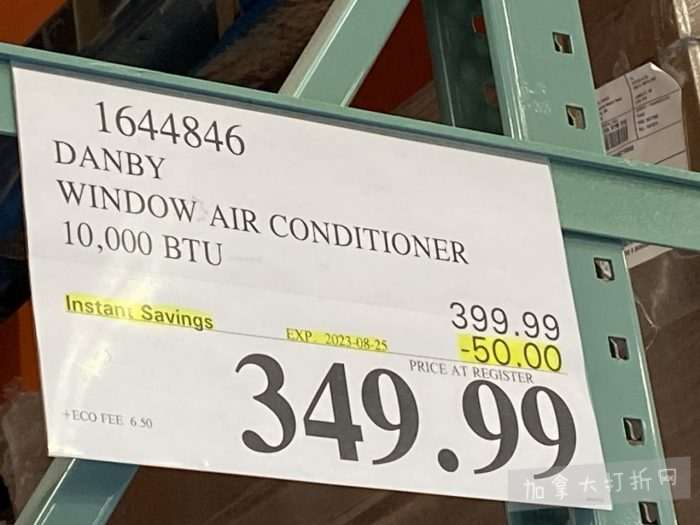 1644846
DANBY
WINDOW AIR CONDITIONER
10,000 BTU
399.99
Instant Savings EXP. 2023-08-25 -50.00
PRICE AT REGISTER
349.99
+ECO FEE 6.50
加拿大打折网